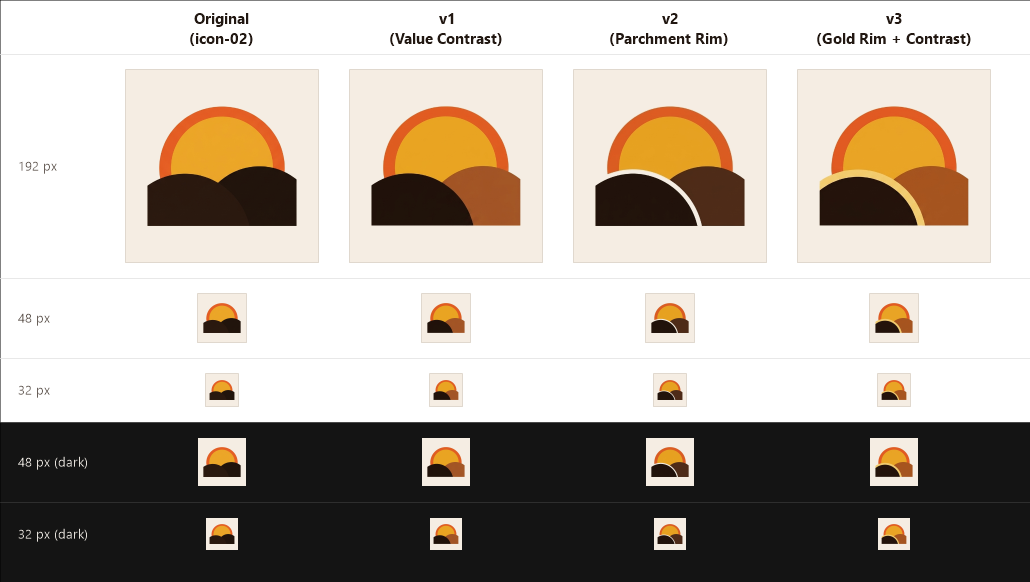 Original
(icon-02)
v1
(Value Contrast)
v2
(Parchment Rim)
v3
(Gold Rim + Contrast)
192 px
48 px
32 px
48 px (dark)
32 px (dark)